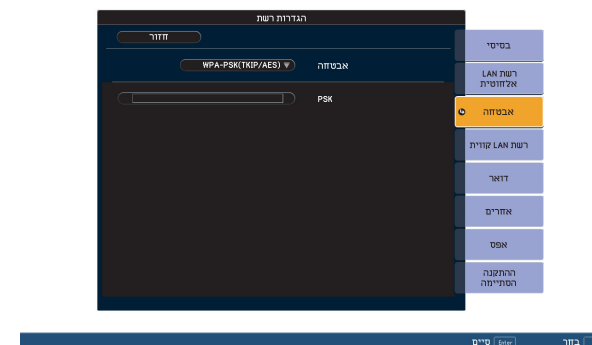 הגדרות רשת
חזור
אבטחה
WPA-PSK(TKIP/AES) ▼
PSK
בסיסי
רשת LAN
אלחוטית
אבטחה
רשת LAN קווית
דואר
אחרים
אפס
ההתקנה
הסתיימה
בחר
Enter סיים